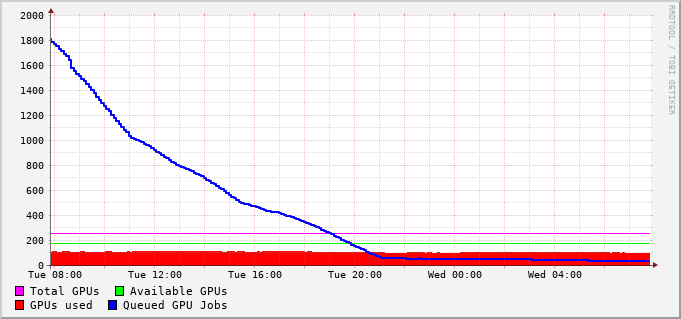 2000
1800
1600
1400
1200
1000
800
600
400
200
0
Tue 08:00 Tue 12:00 Tue 16:00 Tue 20:00 Wed 00:00 Wed 04:00
Total GPUs Available GPUs
GPUs used Queued GPU Jobs
RRDTOOL / TOBI OETIKER